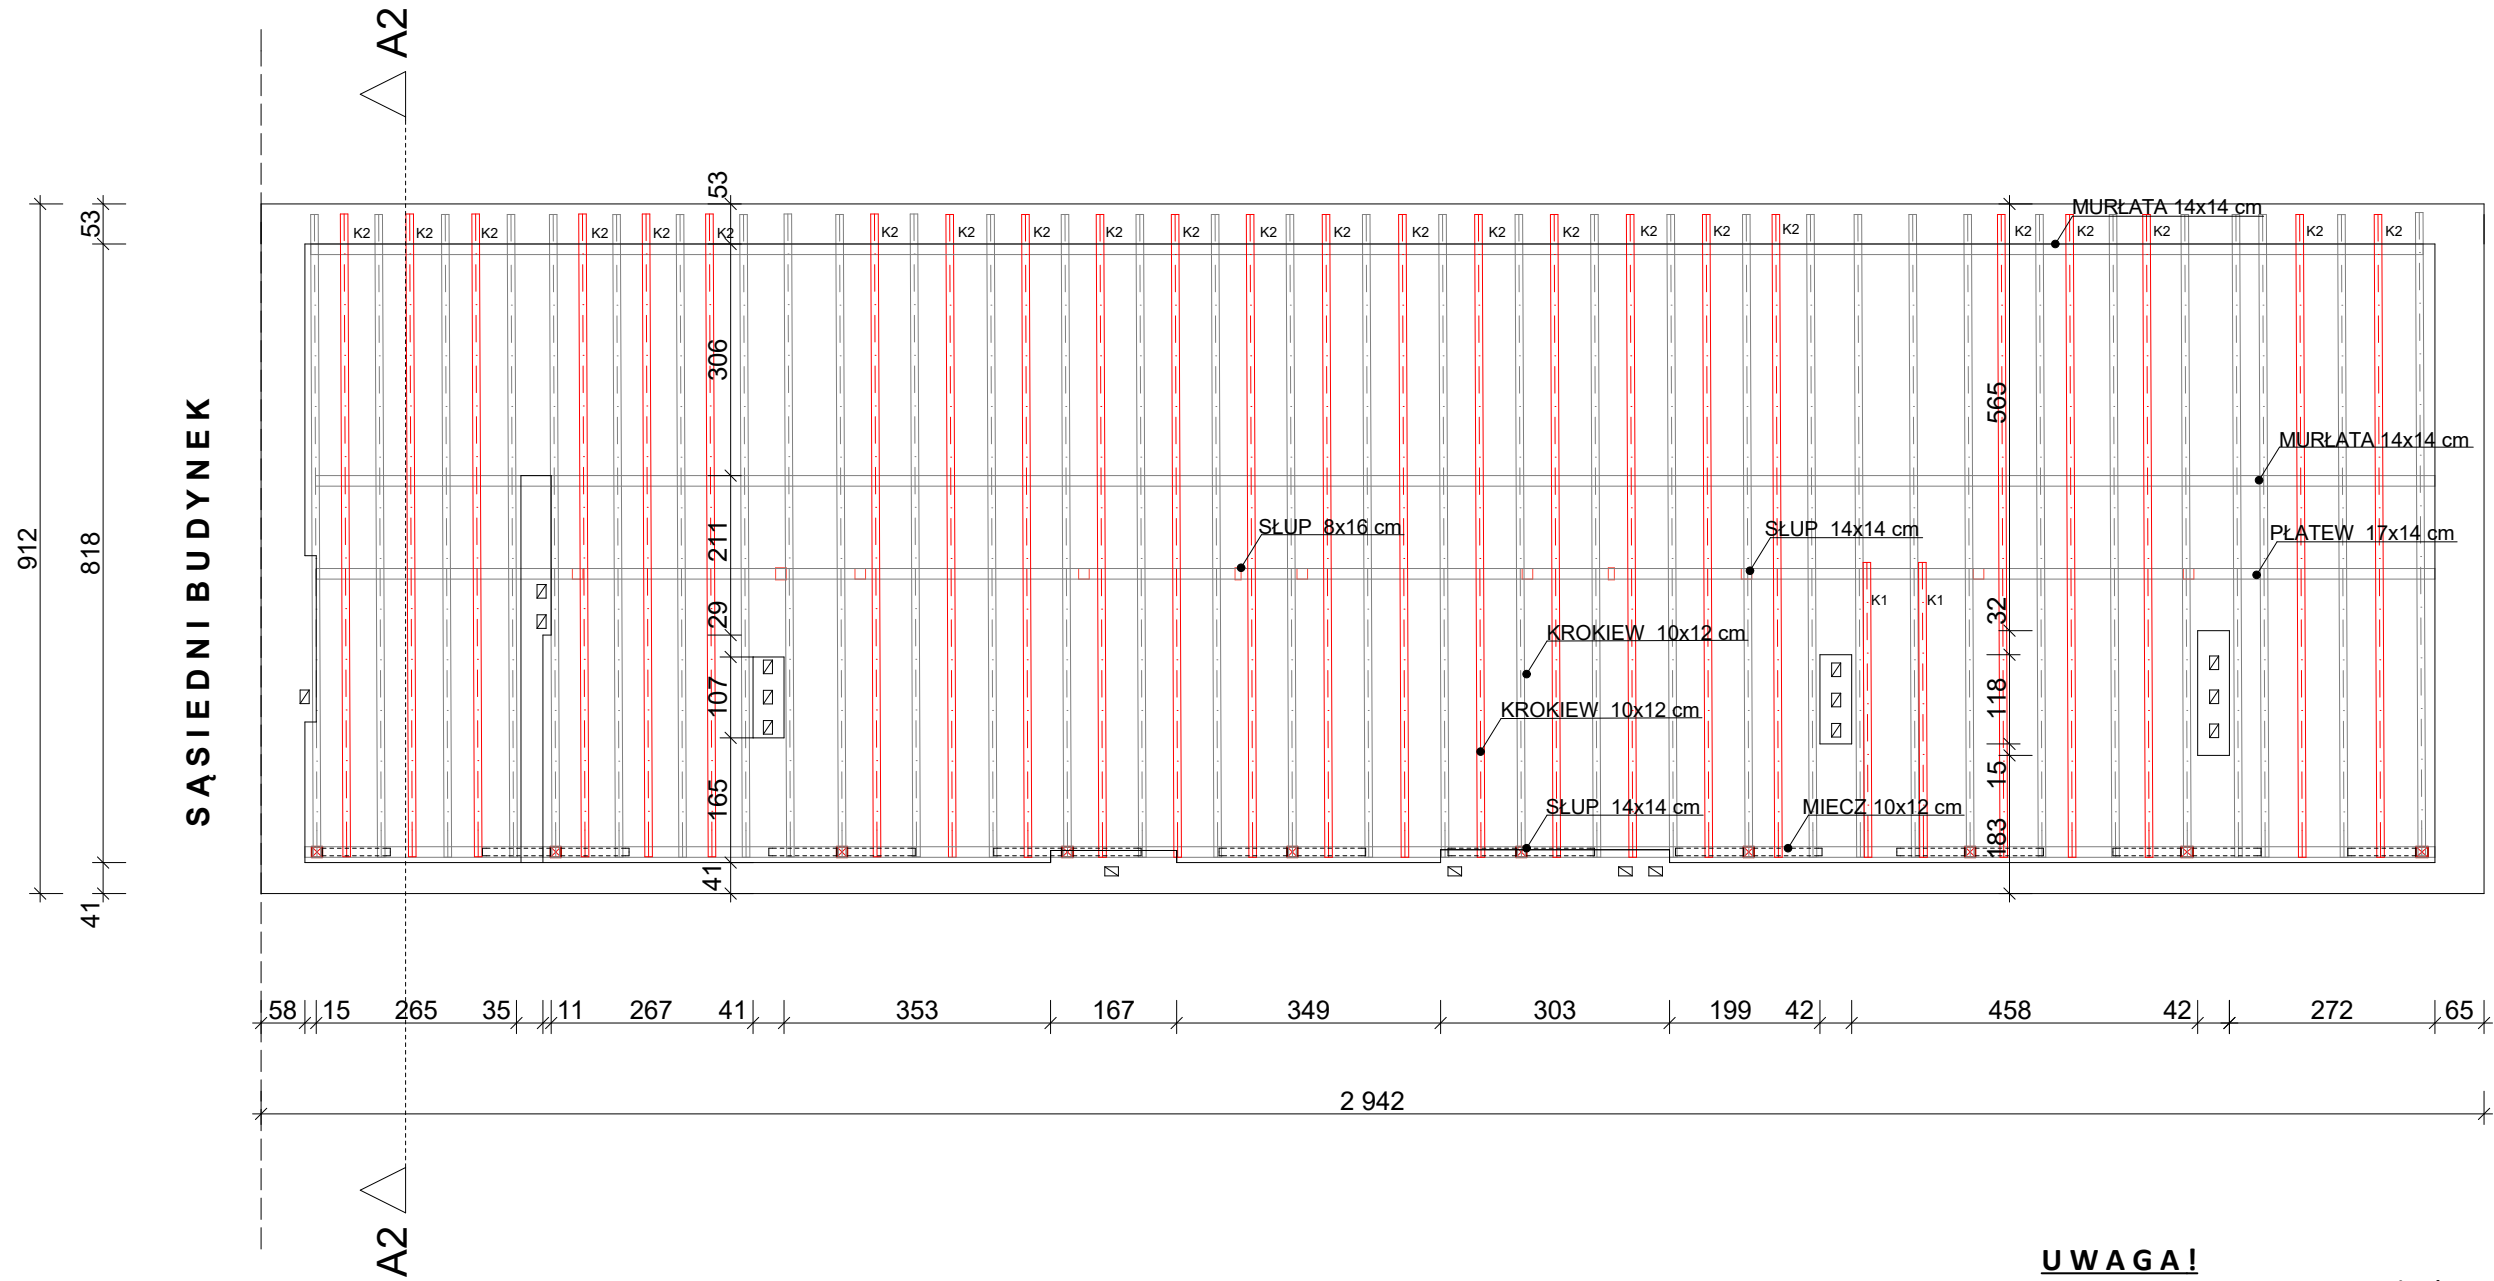 A2
53
53
K2 K2 K2 K2 K2 K2 K2 K2 K2 K2 K2 K2 K2 K2 K2 K2 K2 K2 K2 K2 K2 K2 K2 K2 K2
MURŁATA 14x14 cm
306
565
MURŁATA 14x14 cm
SĄSIEDNI BUDYNEK
912
818
211
SŁUP 8x16 cm
SŁUP 14x14 cm
PŁATEW 17x14 cm
29
K1 K1
32
KROKIEW 10x12 cm
107
118
KROKIEW 10x12 cm
165
15
SŁUP 14x14 cm
MIECZ 10x12 cm
183
41
41
58 15 265 35 11 267 41 353 167 349 303 199 42 458 42 272 65
2 942
A2
UWAGA!